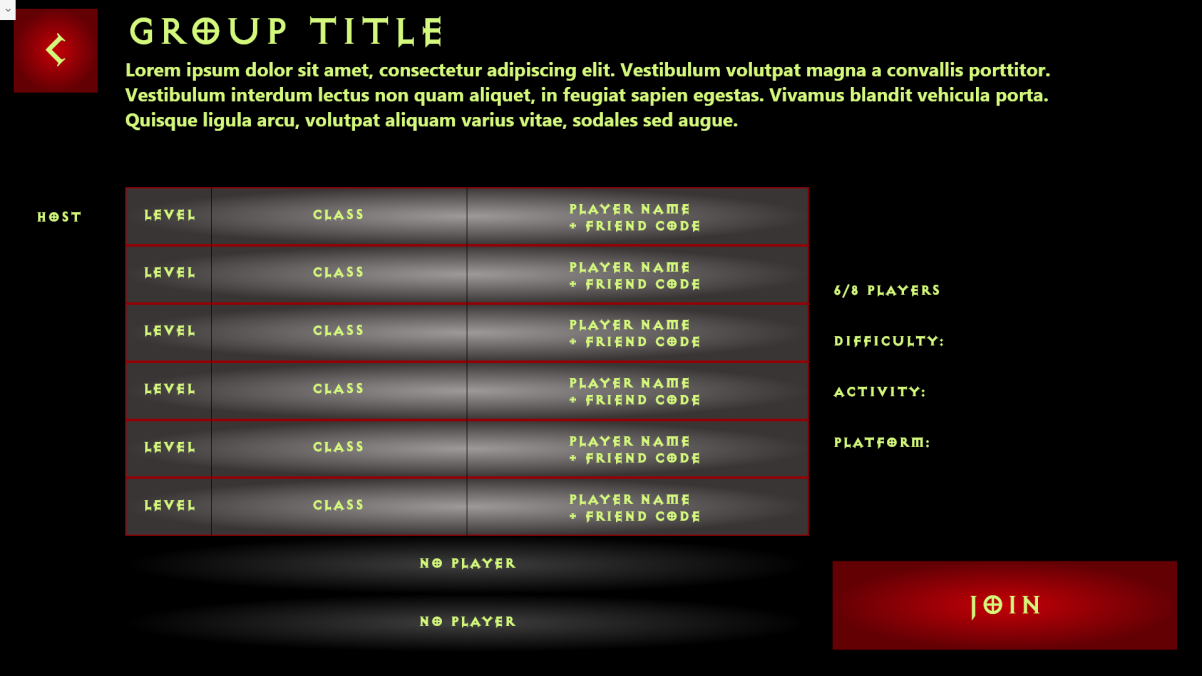 <
GROUP TITLE
Lorem ipsum dolor sit amet, consectetur adipiscing elit. Vestibulum volutpat magna a convallis porttitor.
Vestibulum interdum lectus non quam aliquet, in feugiat sapien egestas. Vivamus blandit vehicula porta.
Quisque ligula arcu, volutpat aliquam varius vitae, sodales sed augue.
HOST
LEVEL CLASS PLAYER NAME
+ FRIEND CODE
LEVEL CLASS PLAYER NAME
+ FRIEND CODE
LEVEL CLASS PLAYER NAME
+ FRIEND CODE
LEVEL CLASS PLAYER NAME
+ FRIEND CODE
LEVEL CLASS PLAYER NAME
+ FRIEND CODE
LEVEL CLASS PLAYER NAME
+ FRIEND CODE
NO PLAYER
NO PLAYER
6/8 PLAYERS
DIFFICULTY:
ACTIVITY:
PLATFORM:
JOIN